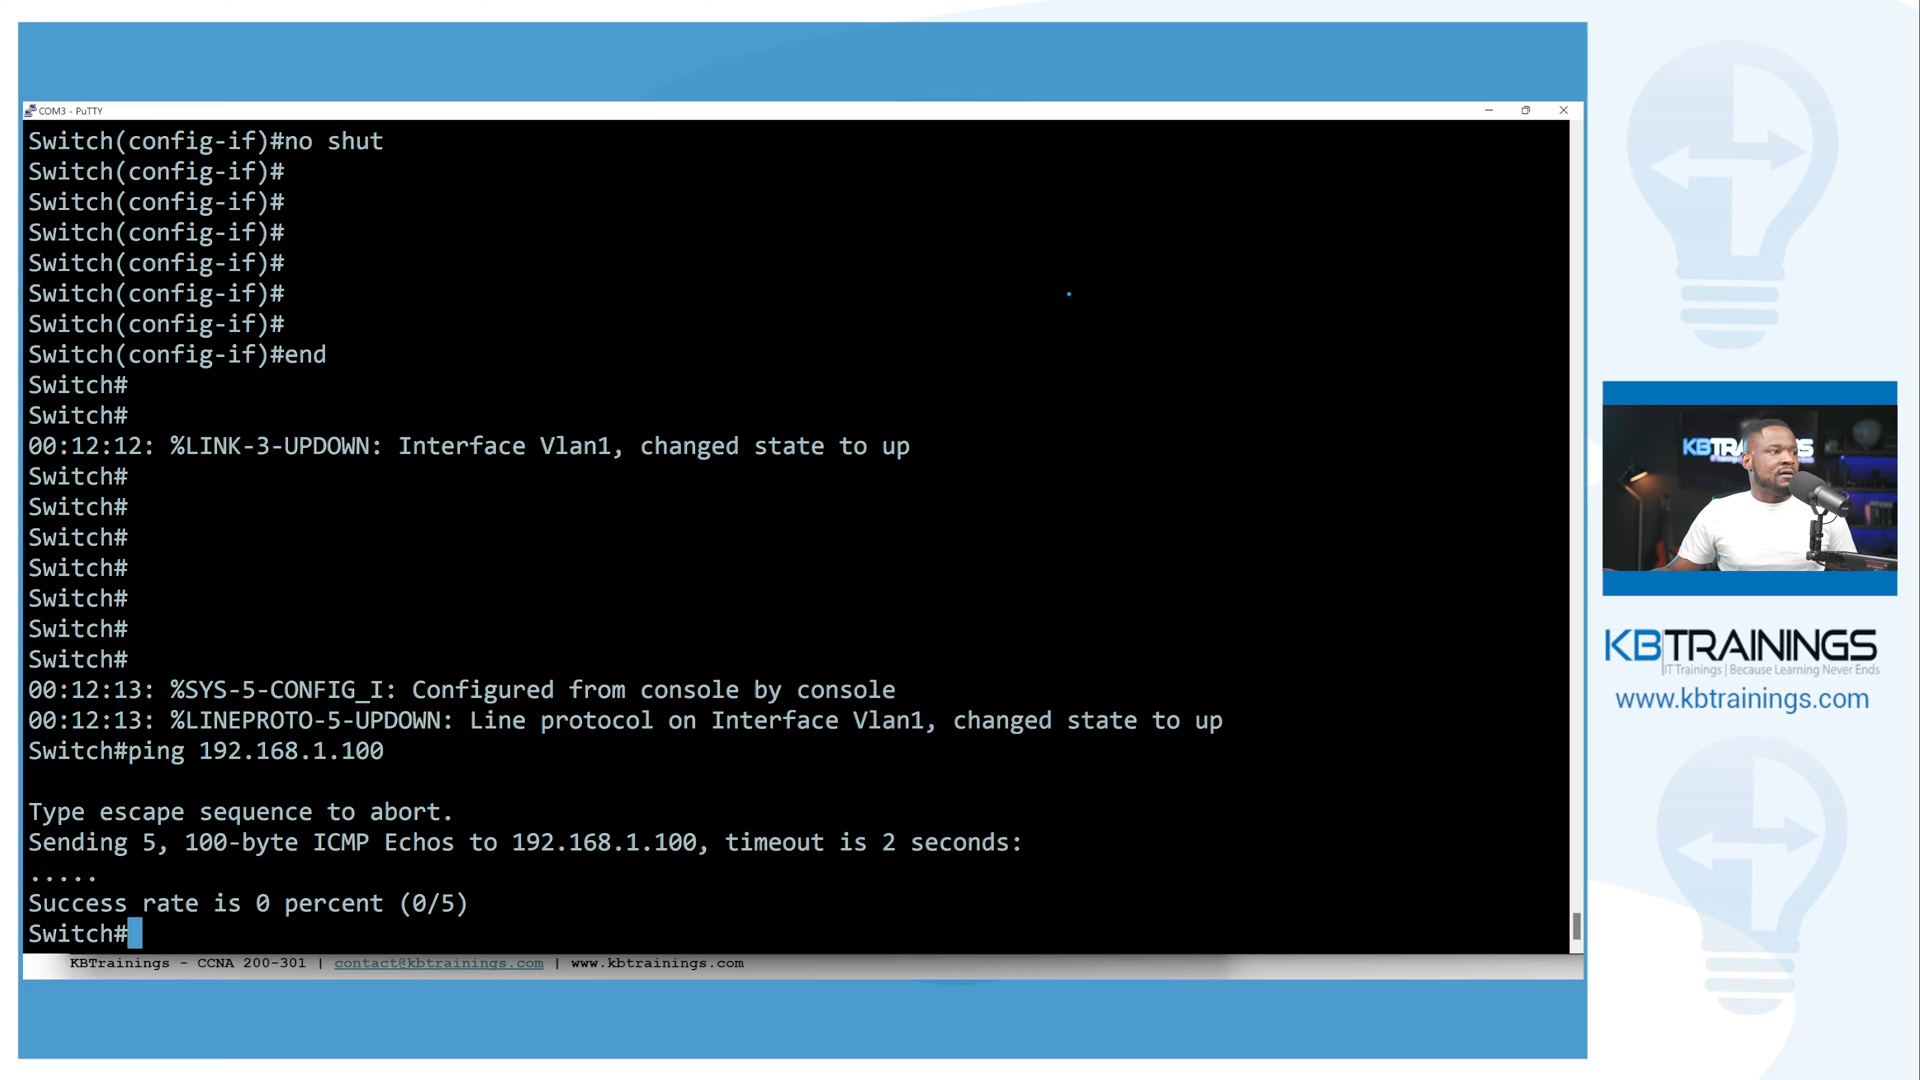 COM3 - PuTTY
Switch(config-if)#no shut
Switch(config-if)#
Switch(config-if)#
Switch(config-if)#
Switch(config-if)#
Switch(config-if)#
Switch(config-if)#
Switch(config-if)#end
Switch#
Switch#
00:12:12: %LINK-3-UPDOWN: Interface Vlan1, changed state to up
Switch#
Switch#
Switch#
Switch#
Switch#
Switch#
Switch#
00:12:13: %SYS-5-CONFIG_I: Configured from console by console
00:12:13: %LINEPROTO-5-UPDOWN: Line protocol on Interface Vlan1, changed state to up
Switch#ping 192.168.1.100
Type escape sequence to abort.
Sending 5, 100-byte ICMP Echos to 192.168.1.100, timeout is 2 seconds:
.....
Success rate is 0 percent (0/5)
Switch#
KBTrainings - CCNA 200-301 | contact@kbtrainings.com | www.kbtrainings.com
KBTRAININGS
IT Trainings | Because Learning Never Ends
www.kbtrainings.com